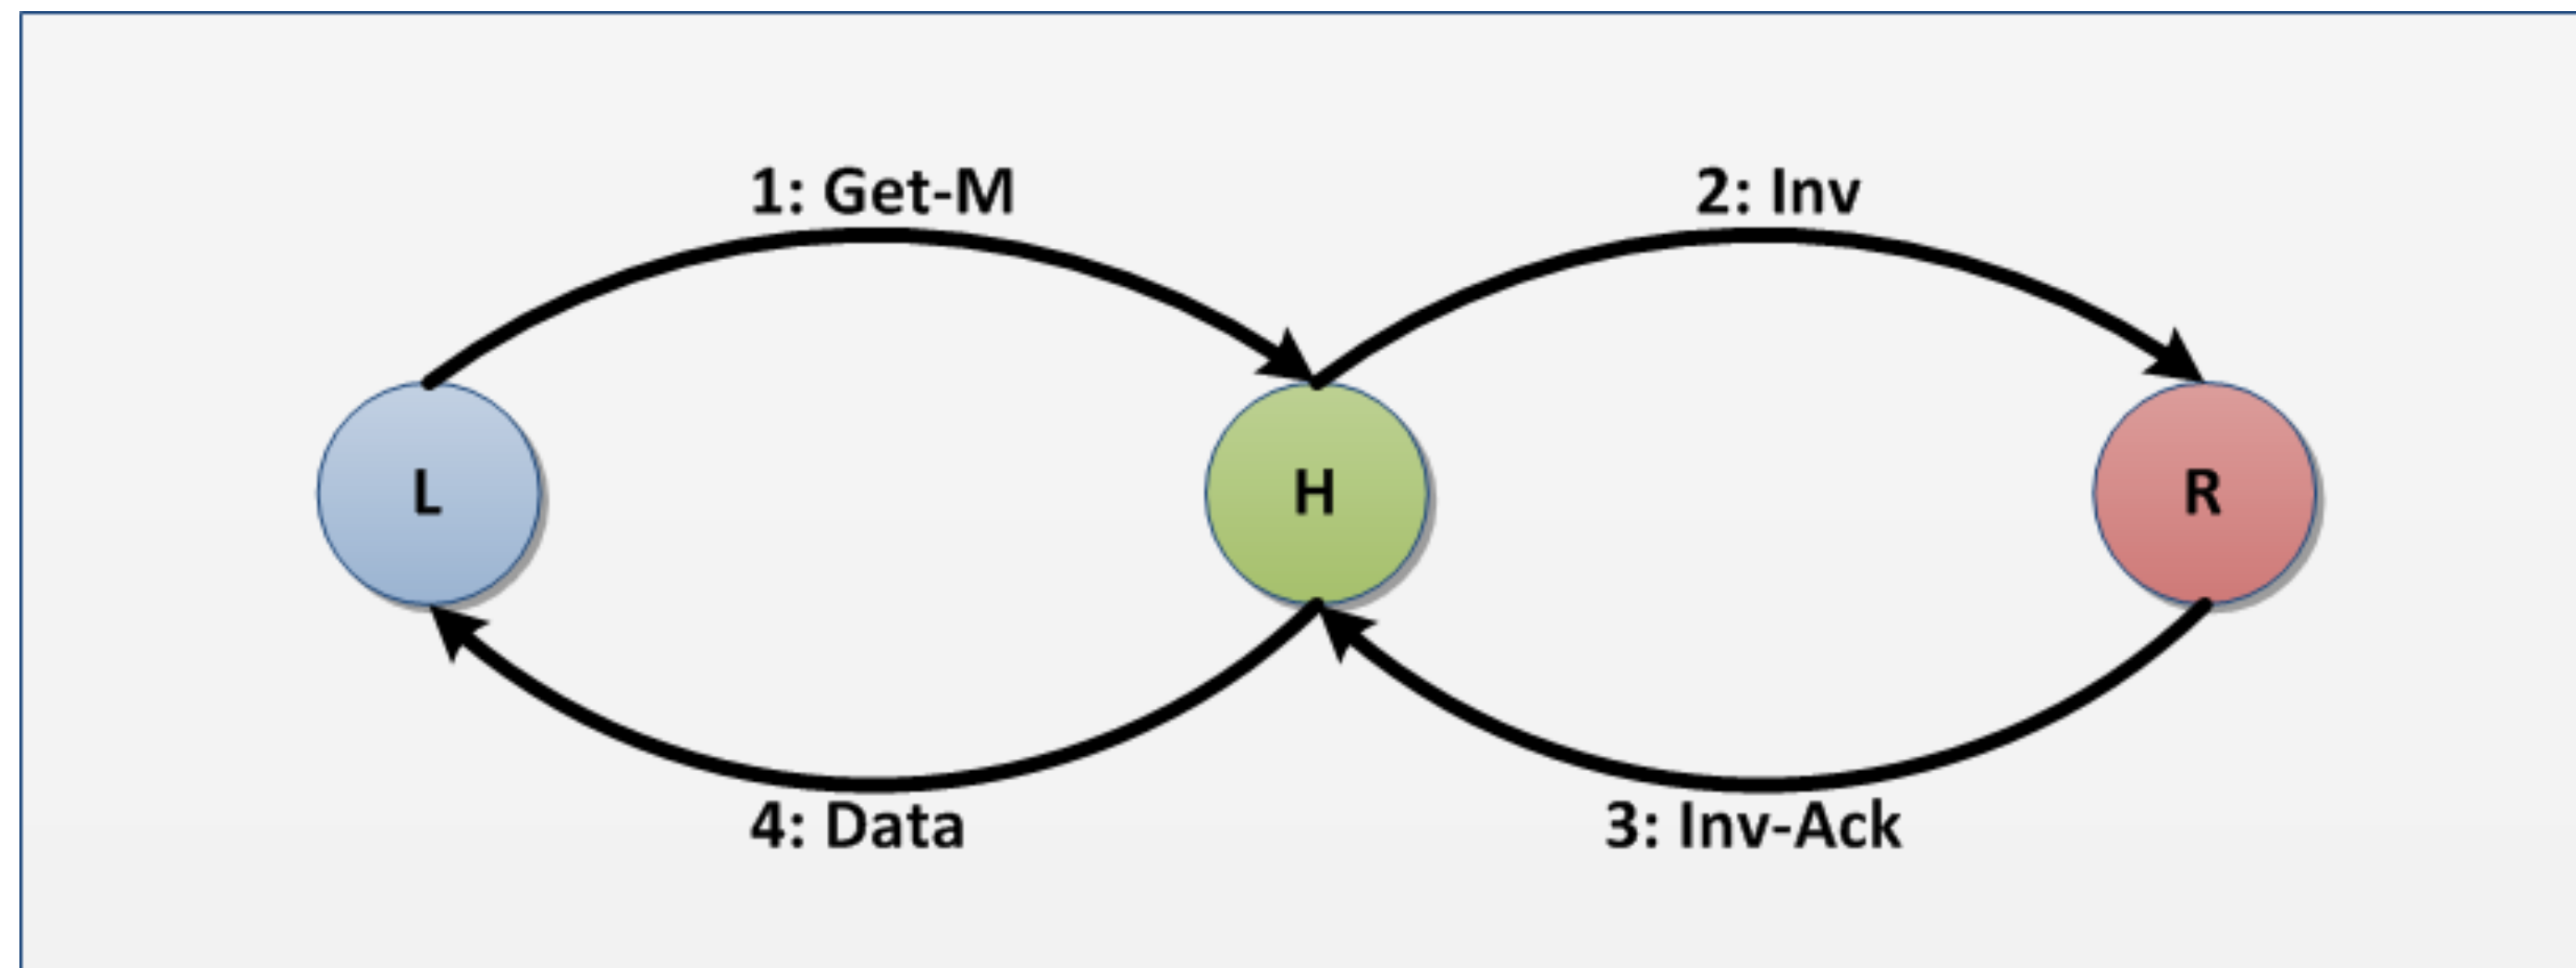 1: Get-M
2: Inv
L
H
R
4: Data
3: Inv-Ack